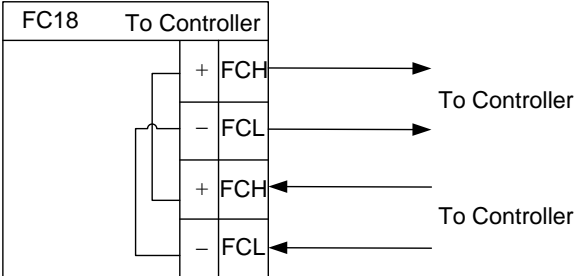 FC18 To Controller
+ FCH
− FCL
To Controller
+ FCH
− FCL
To Controller